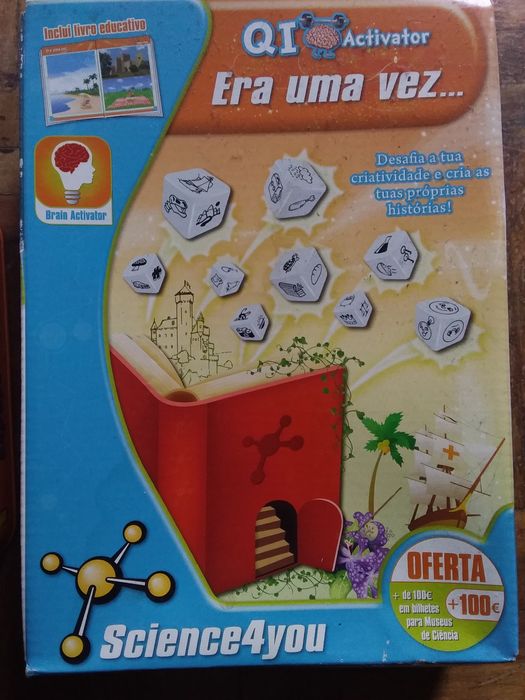 Inclui livro educativo
QI Activator
Era uma vez...
Brain Activator
Desafia a tua
criatividade e cria as
tuas próprias
histórias!
OFERTA
+ de 100€
em bilhetes
para Museus
de Ciência
+100€
Science4you